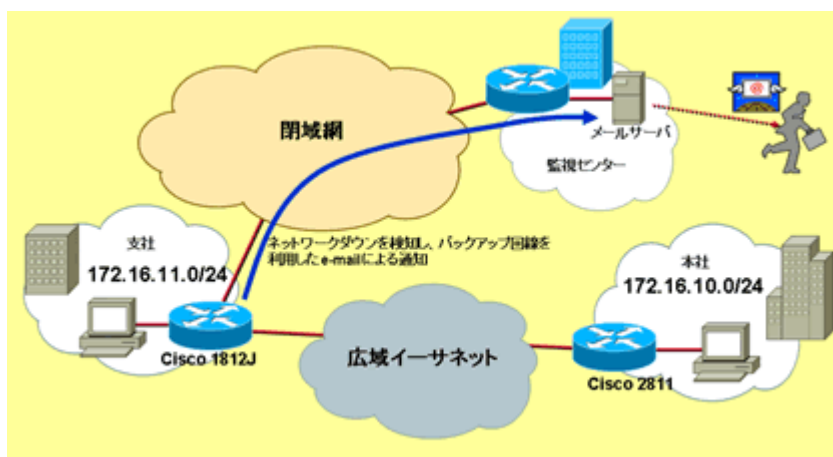 閉域網
メールサーバ
監視センター
ネットワークダウンを検知し、バックアップ回線を
利用したe-mailによる通知
支社
172.16.11.0/24
本社
172.16.10.0/24
Cisco 1812J
広域イーサネット
Cisco 2811